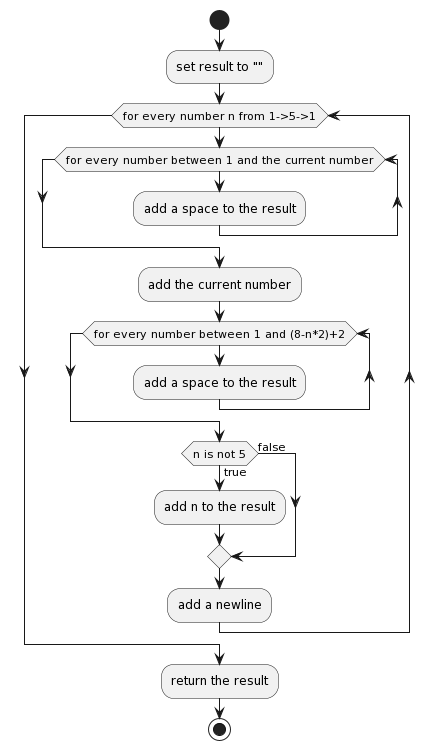 set result to ""
for every number n from 1->5->1
for every number between 1 and the current number
add a space to the result
add the current number
for every number between 1 and (8-n*2)+2
add a space to the result
n is not 5
false
true
add n to the result
add a newline
return the result